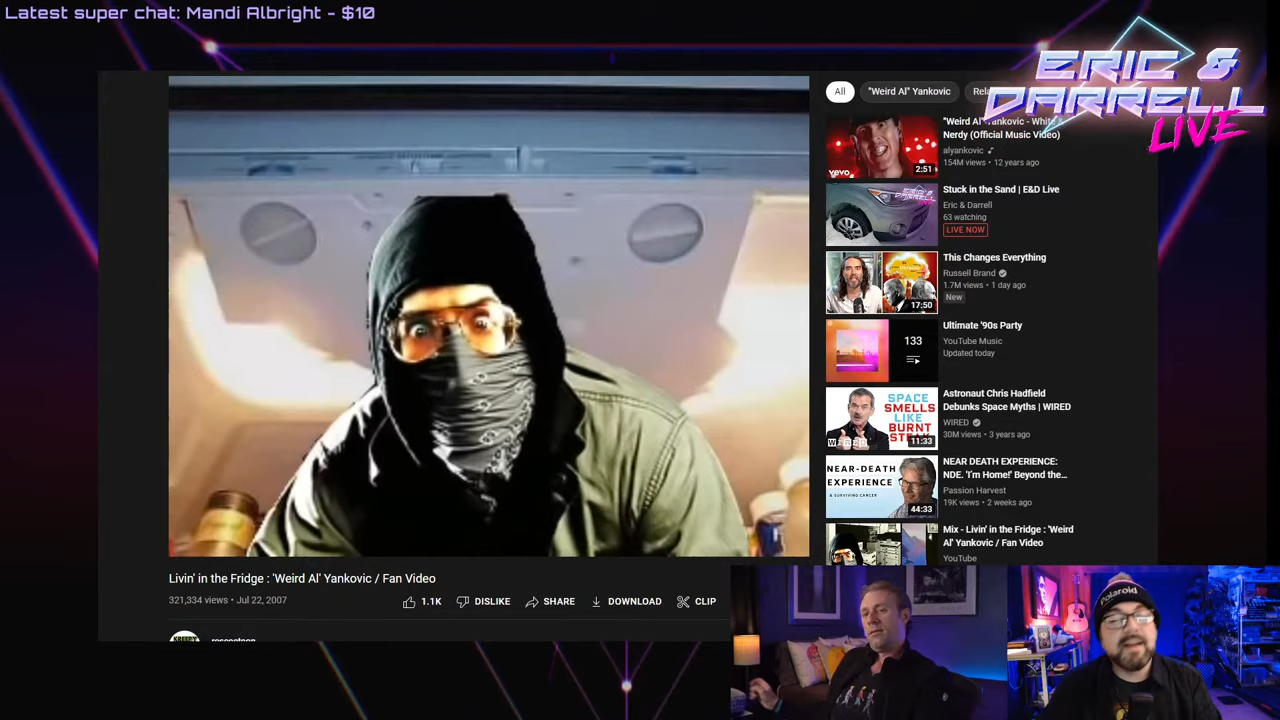 Latest super chat: Mandi Albright - $10
ERIC &
DARRELL
LIVE
All
"Weird Al" Yankovic
"Weird Al" Yankovic - White &
Nerdy (Official Music Video)
alyankovic
154M views • 12 years ago
vevo
2:51
Stuck in the Sand | E&D Live
Eric & Darrell
63 watching
LIVE NOW
This Changes Everything
Russell Brand
1.7M views • 1 day ago
New
17:50
Ultimate '90s Party
YouTube Music
Updated today
133
Astronaut Chris Hadfield
Debunks Space Myths | WIRED
WIRED
30M views • 3 years ago
SPACE
SMELLS
LIKE
BURNT
11:33
NEAR DEATH EXPERIENCE:
NDE. 'I'm Home!' Beyond the...
Passion Harvest
19K views • 2 weeks ago
NEAR-DEATH
EXPERIENCE
& SURVIVING CANCER
44:33
Mix - Livin' in the Fridge : 'Weird
Al' Yankovic / Fan Video
YouTube
Livin' in the Fridge : 'Weird Al' Yankovic / Fan Video
321,334 views • Jul 22, 2007
1.1K
DISLIKE
SHARE
DOWNLOAD
CLIP
Polaroid